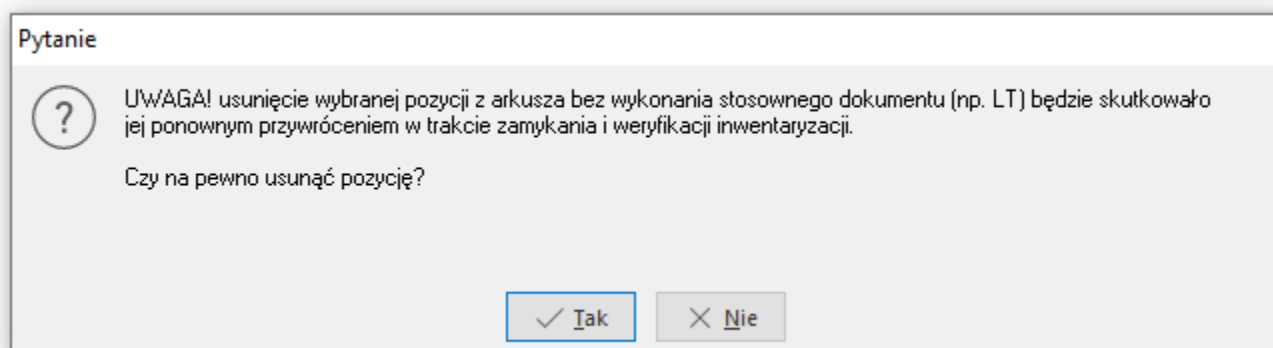 Pytanie
UWAGA! usunięcie wybranej pozycji z arkusza bez wykonania stosownego dokumentu (np. LT) będzie skutkowało
jej ponownym przywróceniem w trakcie zamykania i weryfikacji inwentaryzacji.
Czy na pewno usunąć pozycję?
Tak
Nie